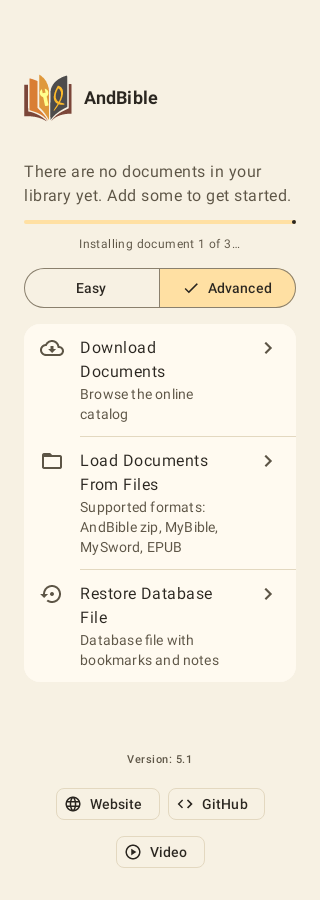 AndBible
There are no documents in your
library yet. Add some to get started.
Installing document 1 of 3…
Easy
Advanced
Download
Documents
Browse the online
catalog
Load Documents
From Files
Supported formats:
AndBible zip, MyBible,
MySword, EPUB
Restore Database
File
Database file with
bookmarks and notes
Version: 5.1
Website
GitHub
Video